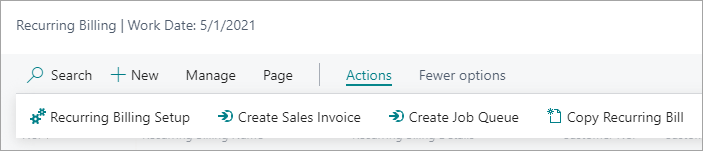 Recurring Billing | Work Date: 5/1/2021
Search New Manage Page Actions Fewer options
Recurring Billing Setup Create Sales Invoice Create Job Queue Copy Recurring Bill